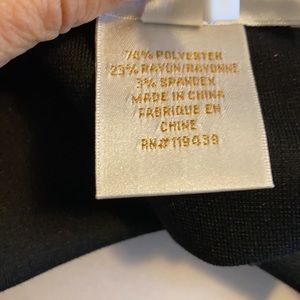 74% POLYESTER
23% RAYON/RAYONNE
3% SPANDEX
MADE IN CHINA
FABRIQUE EN
CHINE
RN#119439